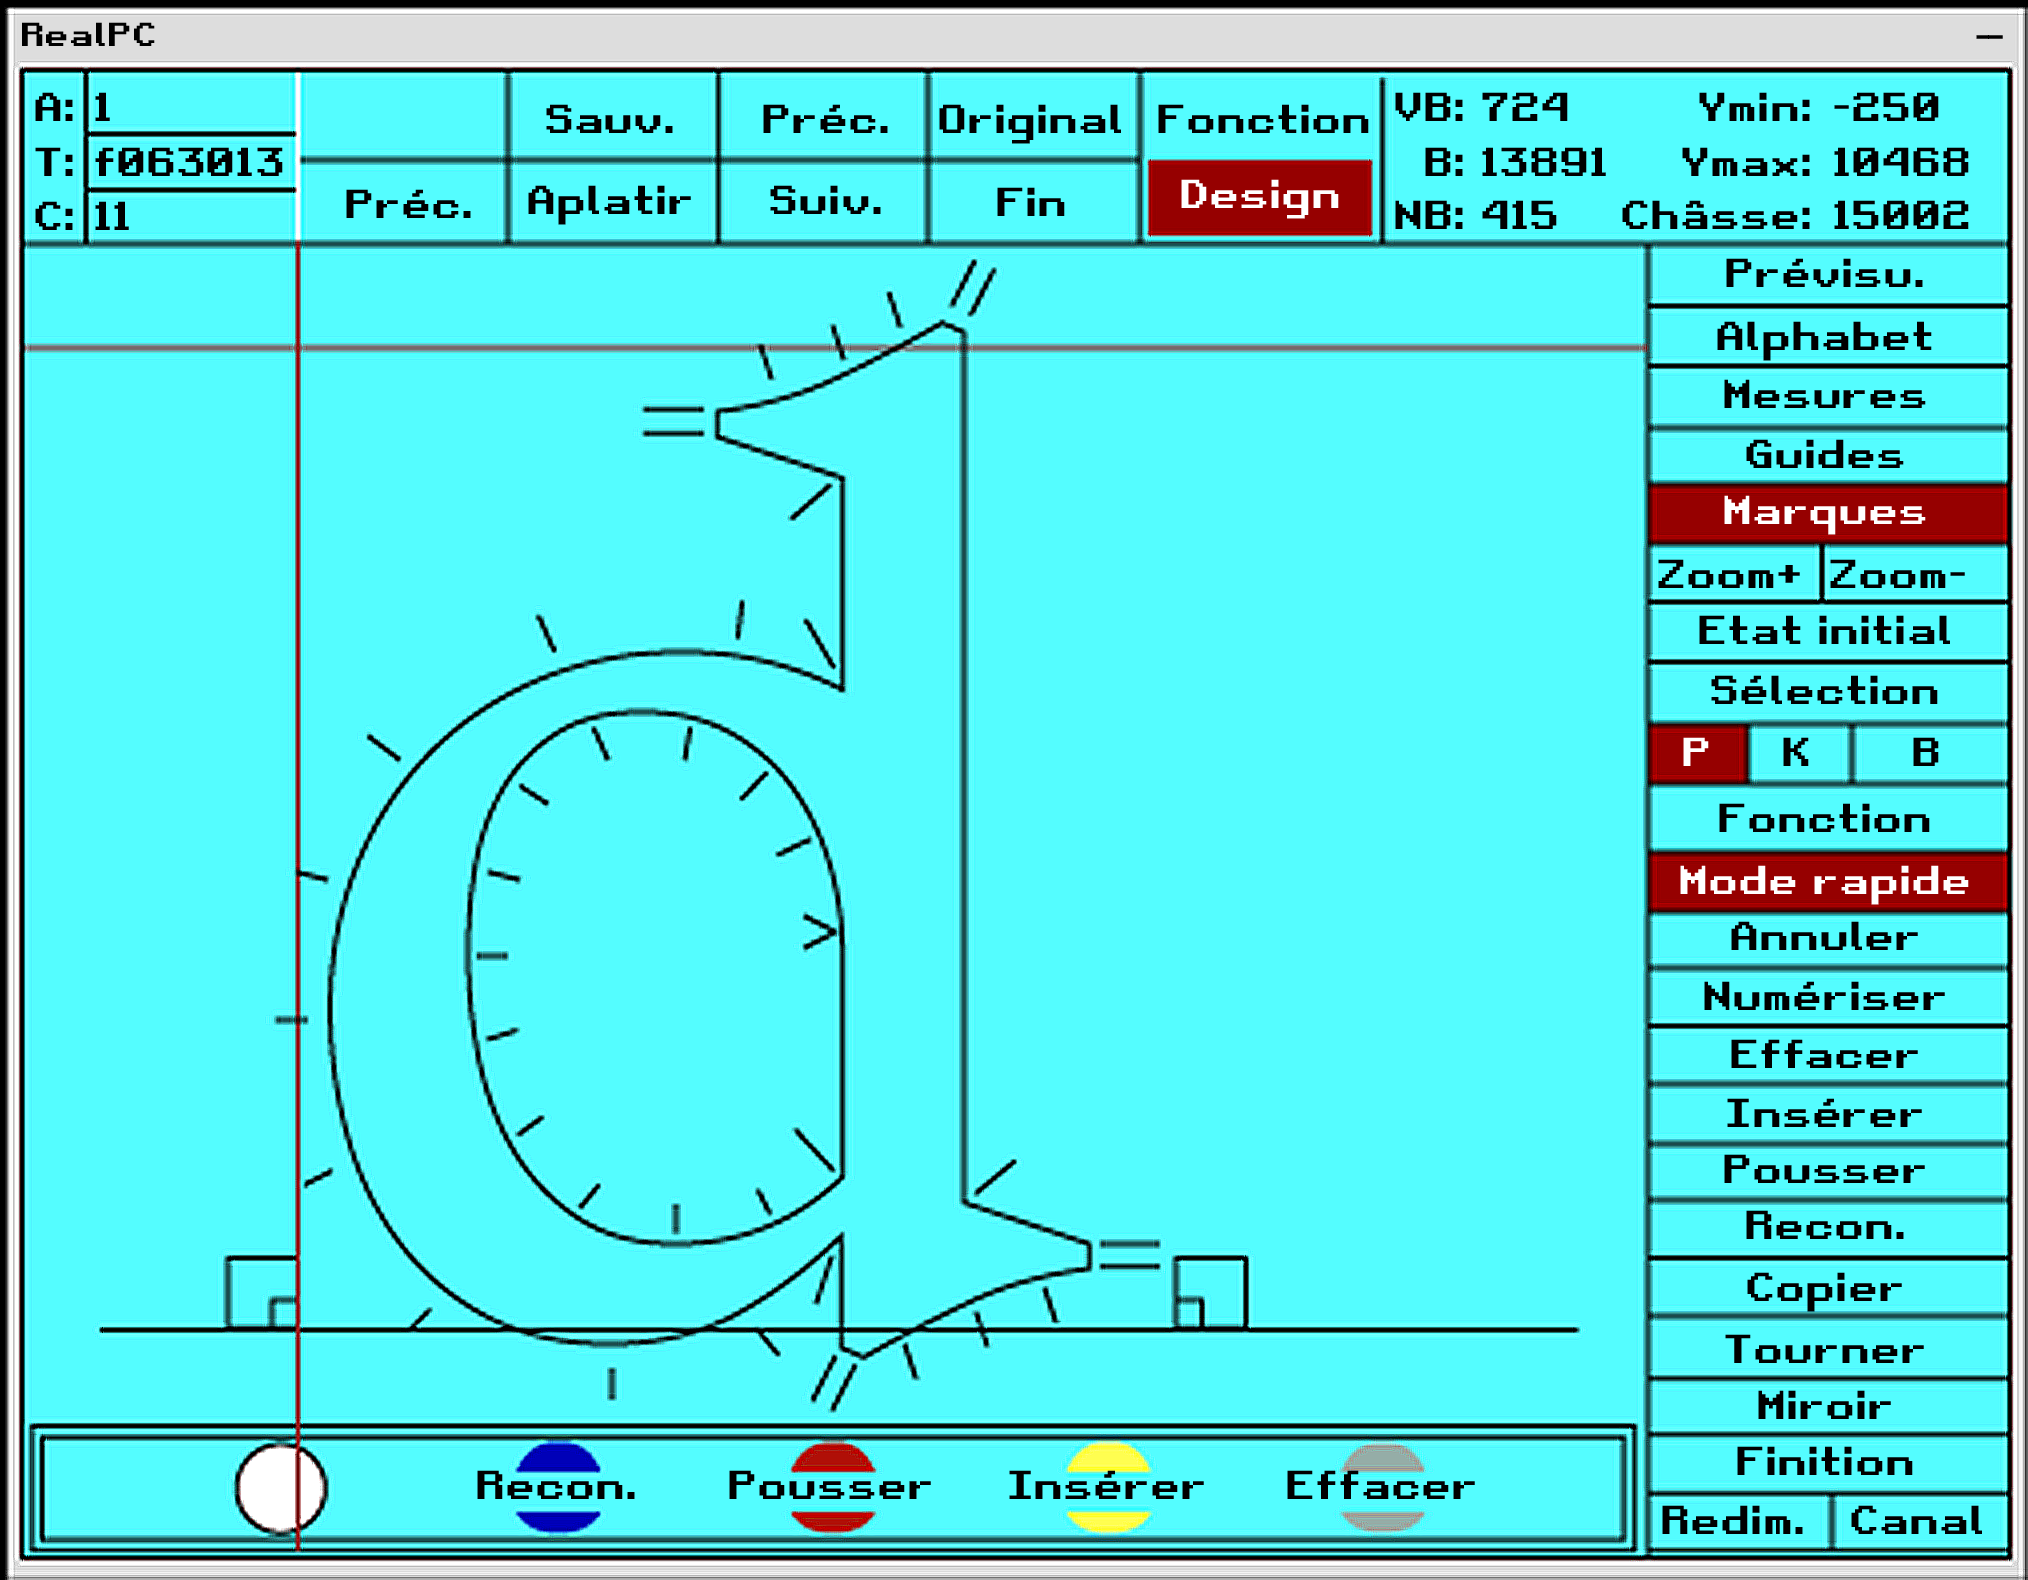 RealPC
A: 1
T: f063013
C: 11
Sauv. Préc. Original Fonction
Préc. Aplatir Suiv. Fin Design
VB: 724 Ymin: -250
B: 13891 Ymax: 10468
NB: 415 Châsse: 15002
Prévisu.
Alphabet
Mesures
Guides
Marques
Zoom+ Zoom-
Etat initial
Sélection
P K B
Fonction
Mode rapide
Annuler
Numériser
Effacer
Insérer
Pousser
Recon.
Copier
Tourner
Miroir
Finition
Redim. Canal
d
Recon. Pousser Insérer Effacer